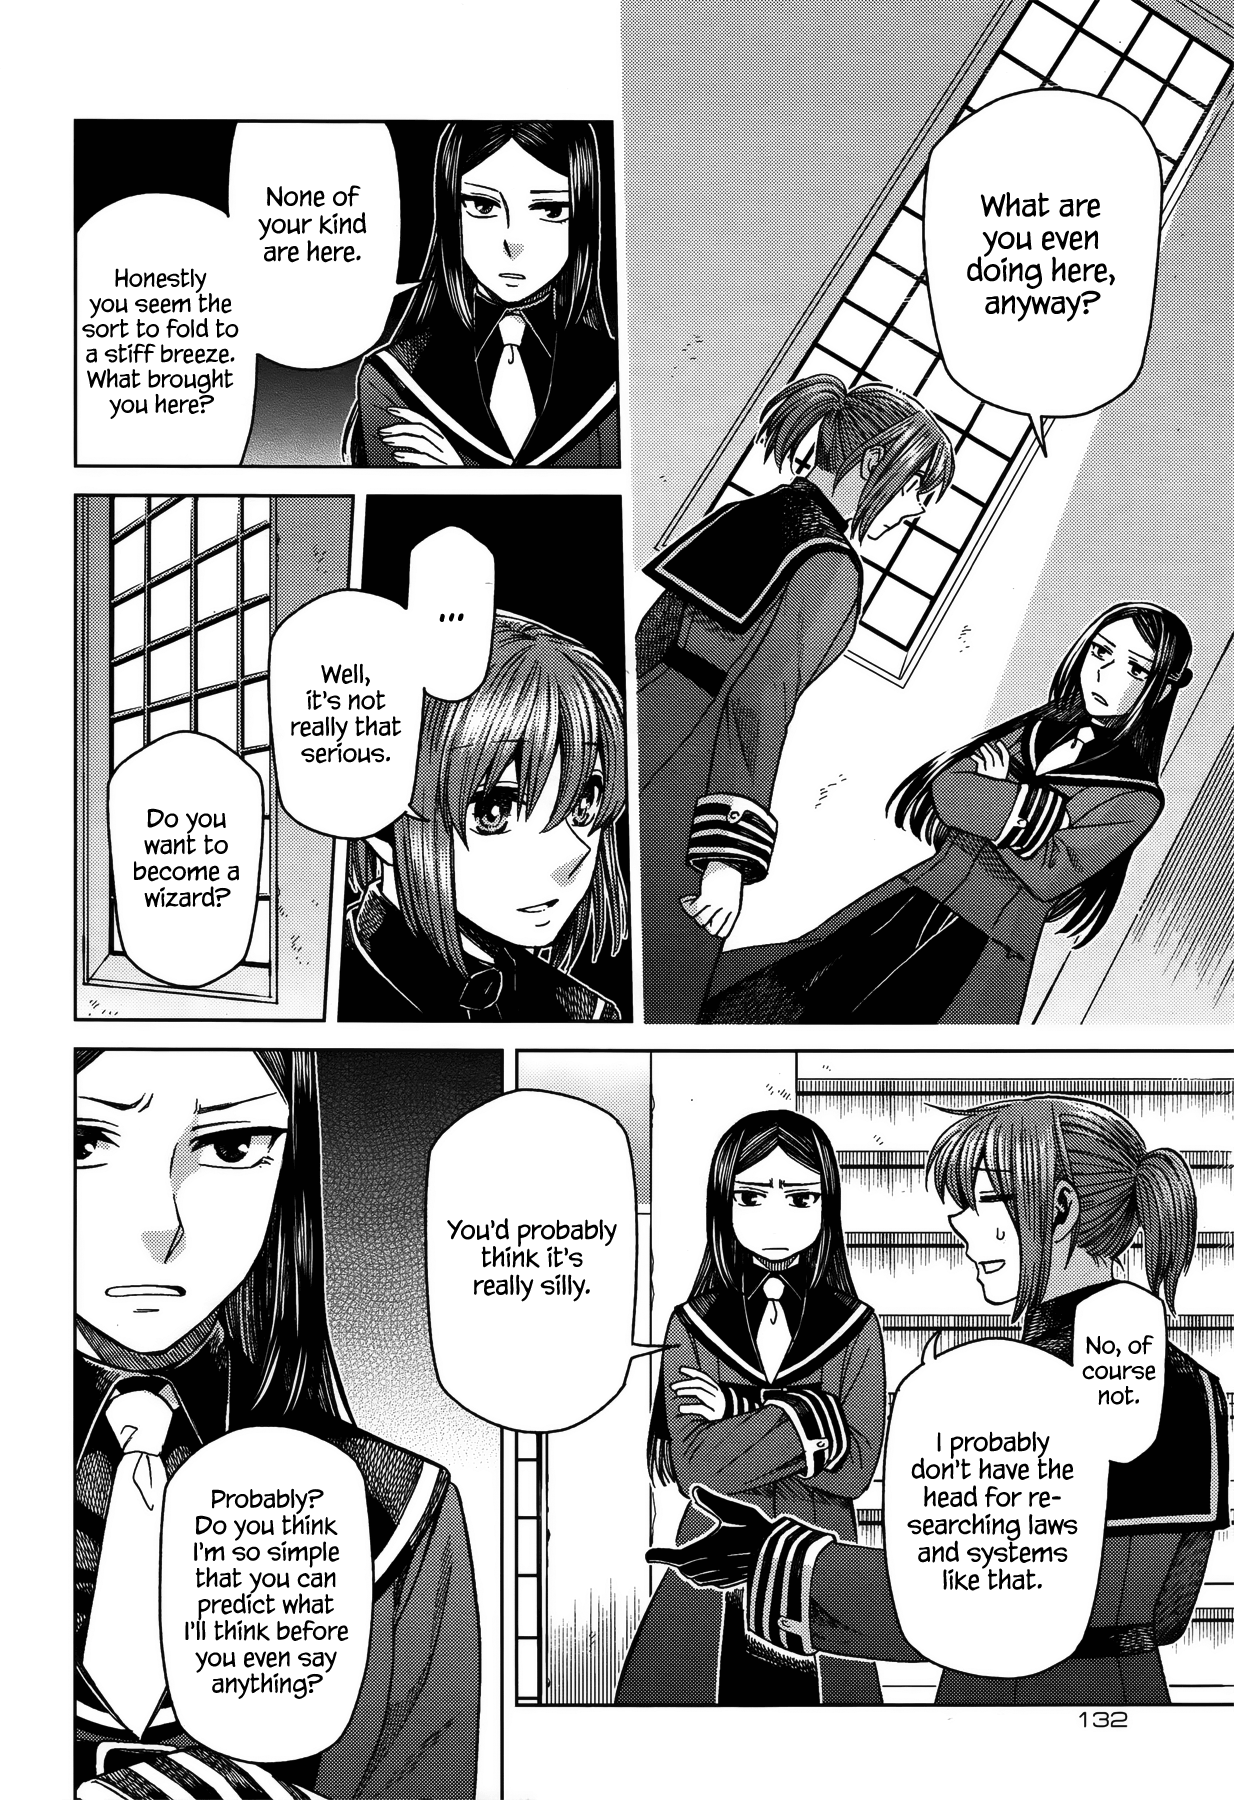 What are
you even
doing here,
anyway?
None of
your kind
are here.
Honestly
you seem the
sort to fold to
a stiff breeze.
What brought
you here?
...
Well,
it's not
really that
serious.
Do you
want to
become a
wizard?
No, of
course
not.
I probably
don't have the
head for re-
searching laws
and systems
like that.
You'd probably
think it's
really silly.
Probably?
Do you think
I'm so simple
that you can
predict what
I'll think before
you even say
anything?
132